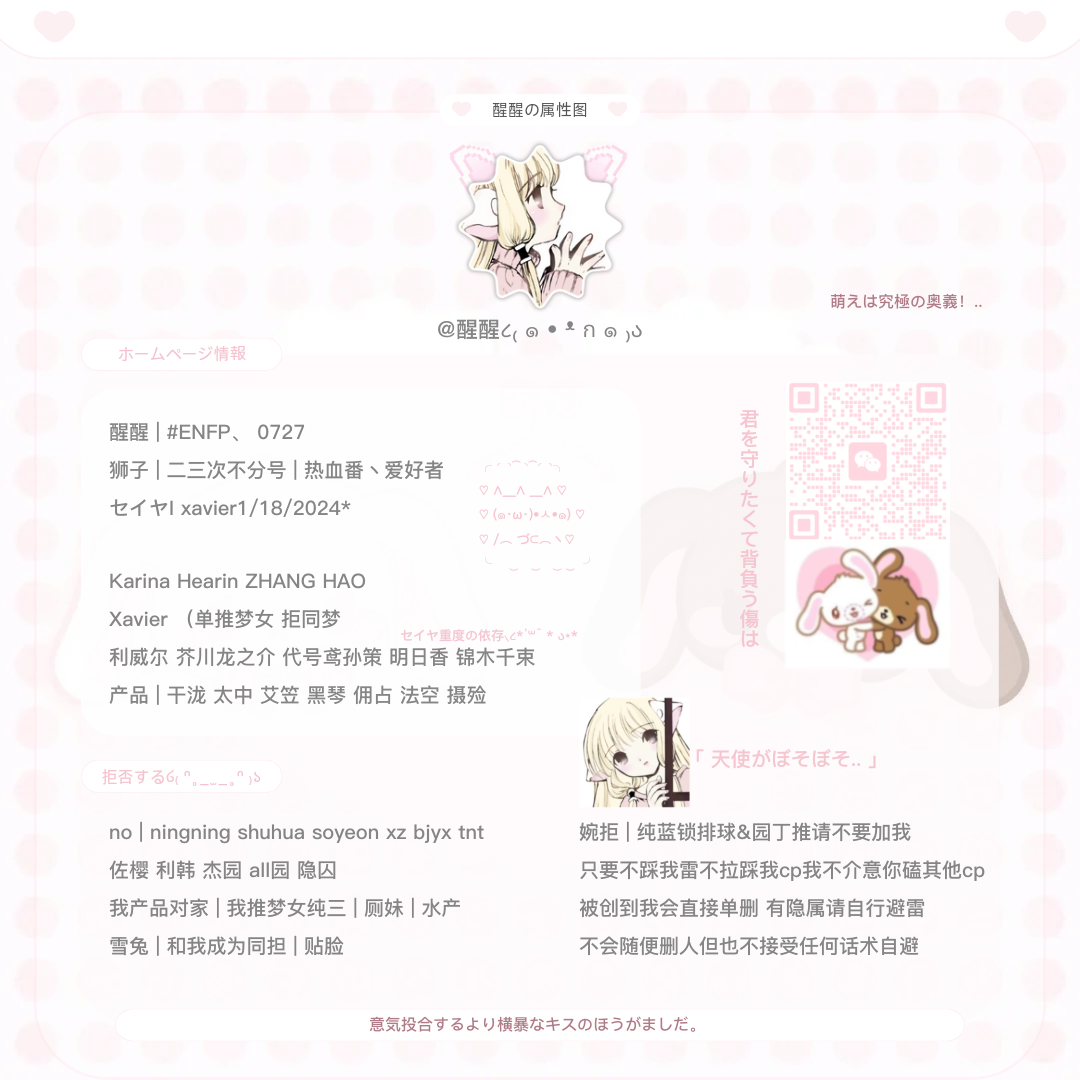 醒醒の属性图
萌えは究極の奥義！..
@醒醒૮₍ ๑ • ᴥ ก ๑ ₎ა
ホームページ情報
醒醒 | #ENFP、 0727
狮子 | 二三次不分号 | 热血番丶爱好者
セイヤI xavier1/18/2024*
♡ ∧__∧ __∧ ♡
♡ (๑･ω･)•ㅅ•๑) ♡
♡ /⌒ づ⊂⌒ヽ♡
Karina Hearin ZHANG HAO
Xavier （单推梦女 拒同梦
セイヤ重度の依存
利威尔 芥川龙之介 代号鸢孙策 明日香 锦木千束
产品 | 干泷 太中 艾笠 黑琴 佣占 法空 摄殓
君を守りたくて背負う傷は
拒否する
no | ningning shuhua soyeon xz bjyx tnt
佐樱 利韩 杰园 all园 隐囚
我产品对家 | 我推梦女纯三 | 厕妹 | 水产
雪兔 | 和我成为同担 | 贴脸
「 天使がぼそぼそ.. 」
婉拒 | 纯蓝锁排球&园丁推请不要加我
只要不踩我雷不拉踩我cp我不介意你磕其他cp
被创到我会直接单删 有隐属请自行避雷
不会随便删人但也不接受任何话术自避
意気投合するより横暴なキスのほうがましだ。